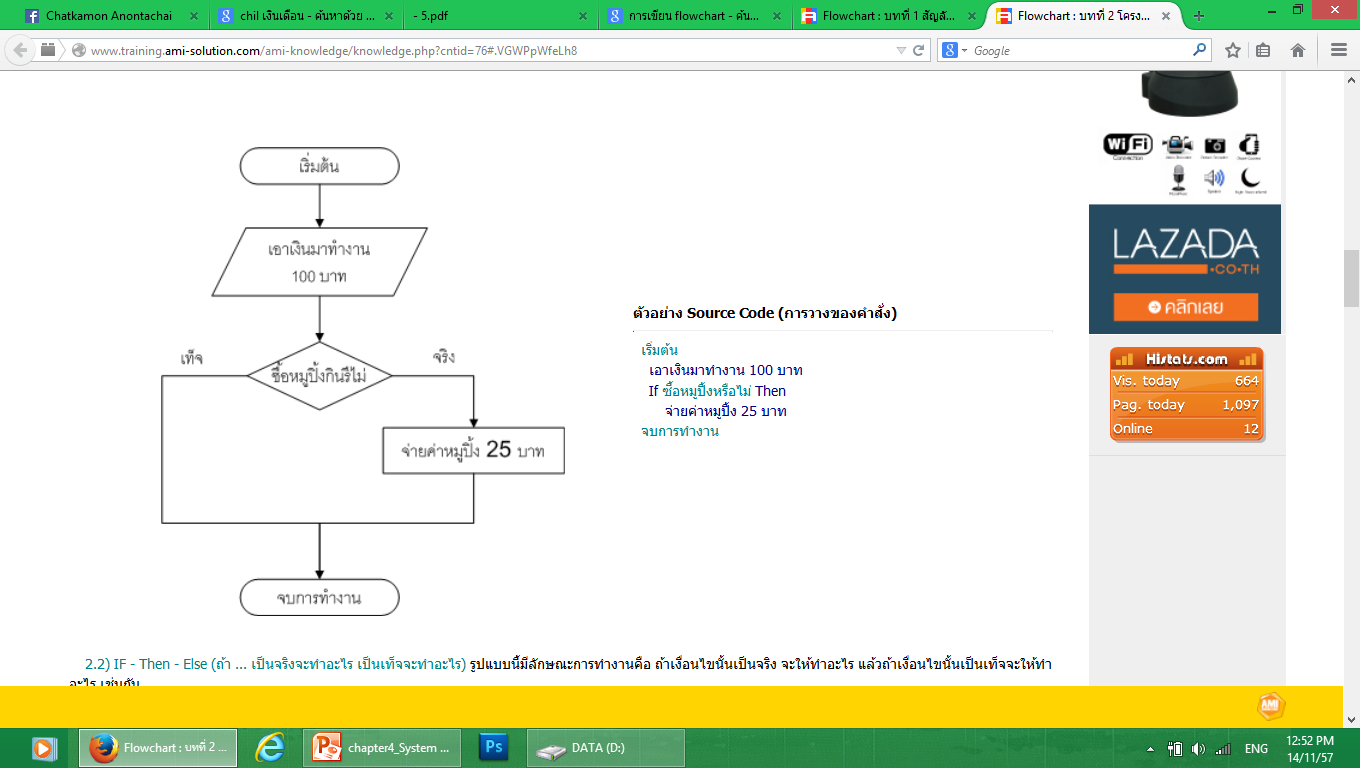 Chatkamon Anontachai
chil เงินเดือน - ค้นหาด้วย ...
- 5.pdf
การเขียน flowchart - ค้น...
Flowchart : บทที่ 1 สัญลั...
Flowchart : บทที่ 2 โครง...
www.training.ami-solution.com/ami-knowledge/knowledge.php?cntid=76#.VGWPpWfeLh8
Google
เริ่มต้น
เอาเงินมาทำงาน
100 บาท
เท็จ
จริง
ซื้อหมูปิ้งกินรึไม่
จ่ายค่าหมูปิ้ง 25 บาท
จบการทำงาน
ตัวอย่าง Source Code (การวางของคำสั่ง)
เริ่มต้น
เอาเงินมาทำงาน 100 บาท
If ซื้อหมูปิ้งหรือไม่ Then
จ่ายค่าหมูปิ้ง 25 บาท
จบการทำงาน
WiFi
LAZADA
.CO.TH
คลิกเลย
Histats.com
Vis. today 664
Pag. today 1,097
Online 12
2.2) IF - Then - Else (ถ้า ... เป็นจริงจะทำอะไร เป็นเท็จจะทำอะไร) รูปแบบนี้มีลักษณะการทำงานคือ ถ้าเงื่อนไขนั้นเป็นจริง จะให้ทำอะไร แล้วถ้าเงื่อนไขนั้นเป็นเท็จจะให้ทำ
อะไร เช่นกัน
AMI
Flowchart : บทที่ 2 ...
chapter4_System ...
Ps
DATA (D:)
ENG
12:52 PM
14/11/57